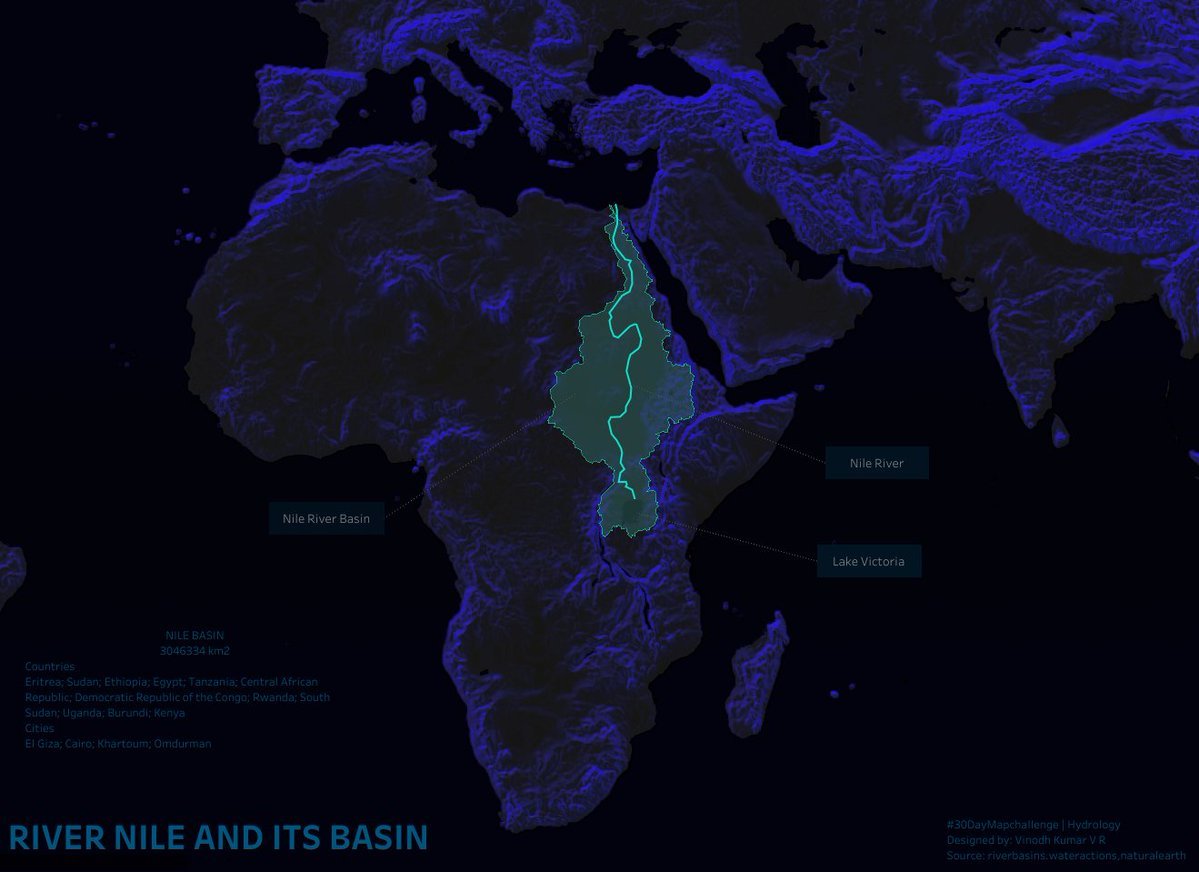 Nile River
Nile River Basin
Lake Victoria
NILE BASIN
3046334 km2
Countries
Eritrea; Sudan; Ethiopia; Egypt; Tanzania; Central African
Republic; Democratic Republic of the Congo; Rwanda; South
Sudan; Uganda; Burundi; Kenya
Cities
El Giza; Cairo; Khartoum; Omdurman
RIVER NILE AND ITS BASIN
#30DayMapchallenge | Hydrology
Designed by: Vinodh Kumar V R
Source: riverbasins.wateractions,naturalearth